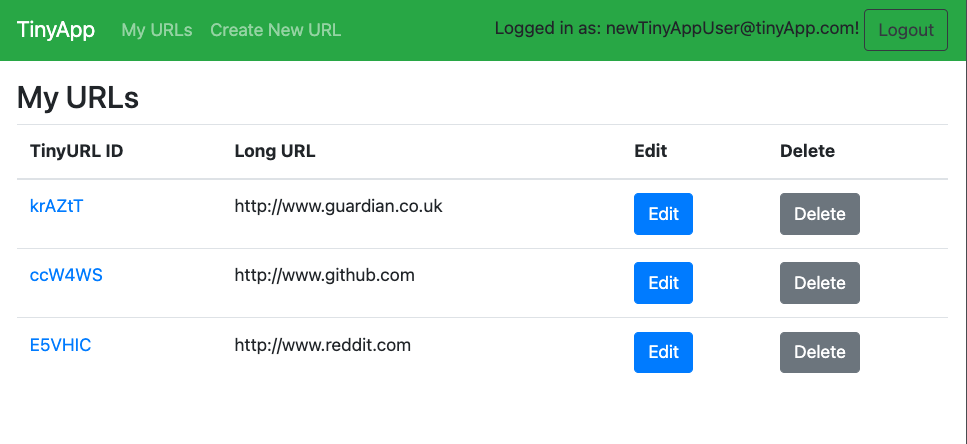 TinyApp My URLs Create New URL Logged in as: newTinyAppUser@tinyApp.com! Logout
My URLs
TinyURL ID Long URL Edit Delete
krAZtT http://www.guardian.co.uk Edit Delete
ccW4WS http://www.github.com Edit Delete
E5VHlC http://www.reddit.com Edit Delete